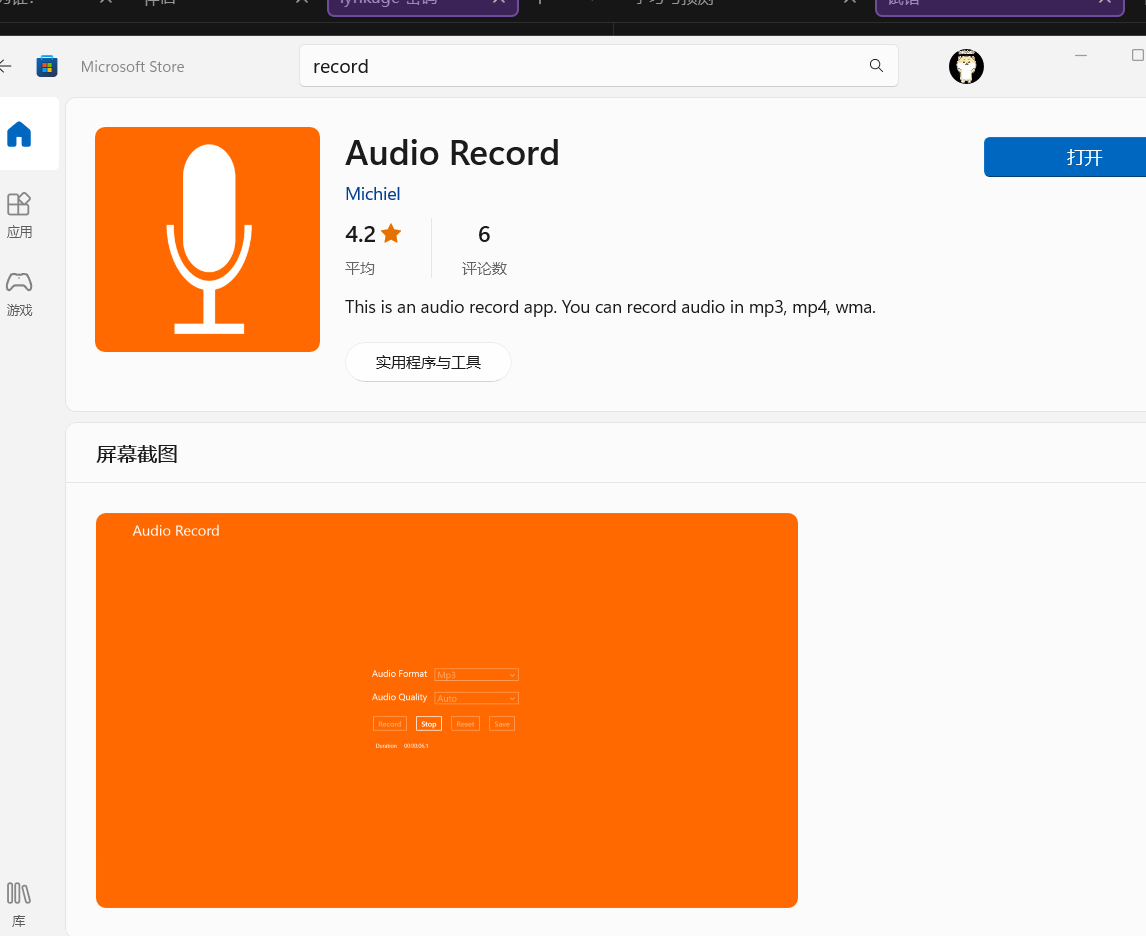 Microsoft Store
record
Audio Record
打开
Michiel
4.2
6
平均
评论数
This is an audio record app. You can record audio in mp3, mp4, wma.
实用程序与工具
应用
游戏
屏幕截图
Audio Record
Audio Format Mp3
Audio Quality Auto
Record Stop Reset Save
Duration 00:00:06.1
库